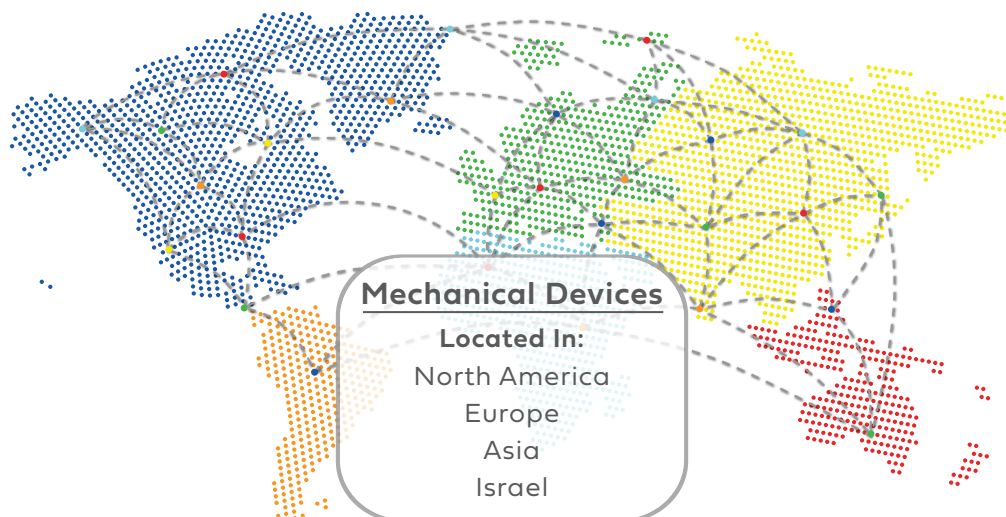 Mechanical Devices
Located In:
North America
Europe
Asia
Israel